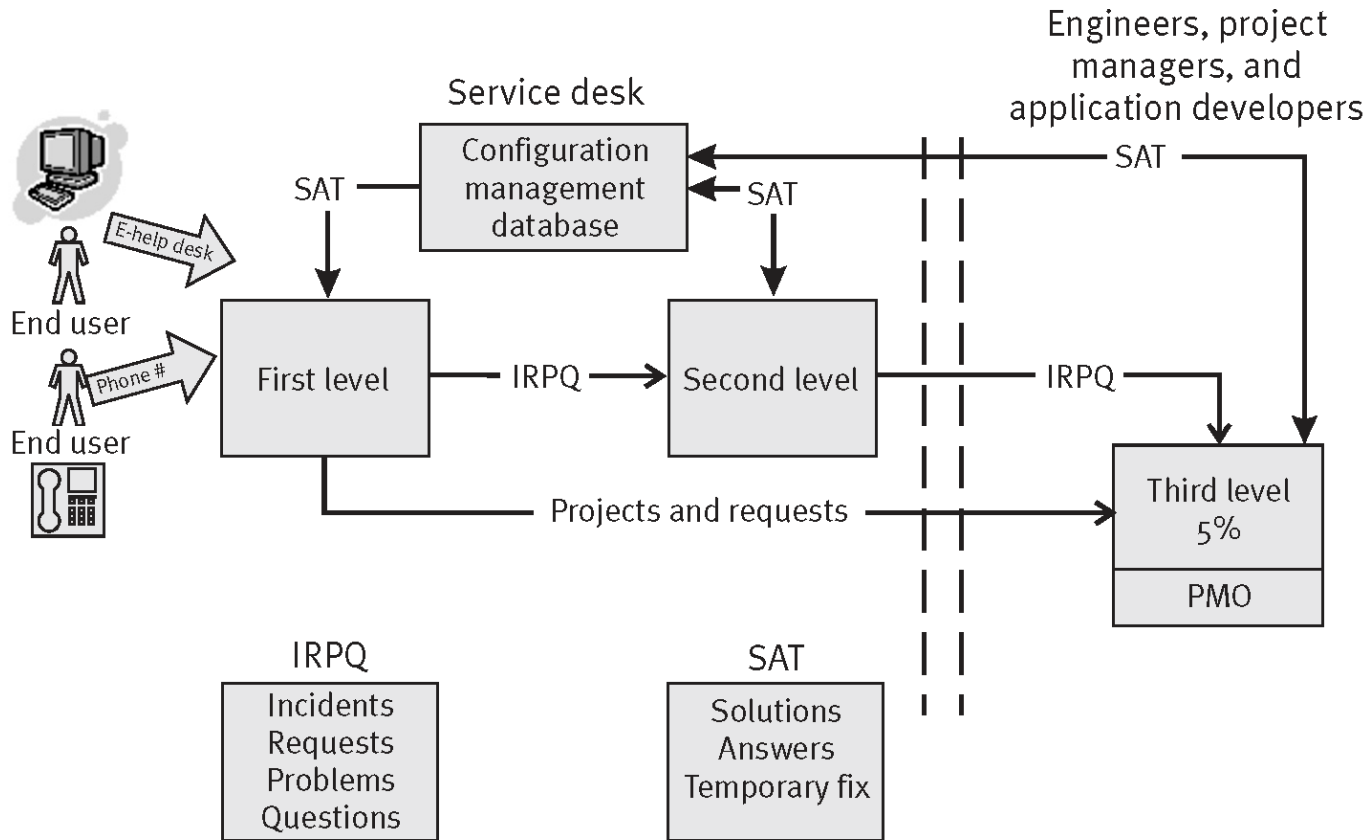 Engineers, project
managers, and
application developers
Service desk
Configuration
management
database
SAT
SAT
SAT
E-help desk
End user
Phone #
End user
First level
IRPQ
Second level
IRPQ
Projects and requests
Third level
5%
PMO
IRPQ
Incidents
Requests
Problems
Questions
SAT
Solutions
Answers
Temporary fix